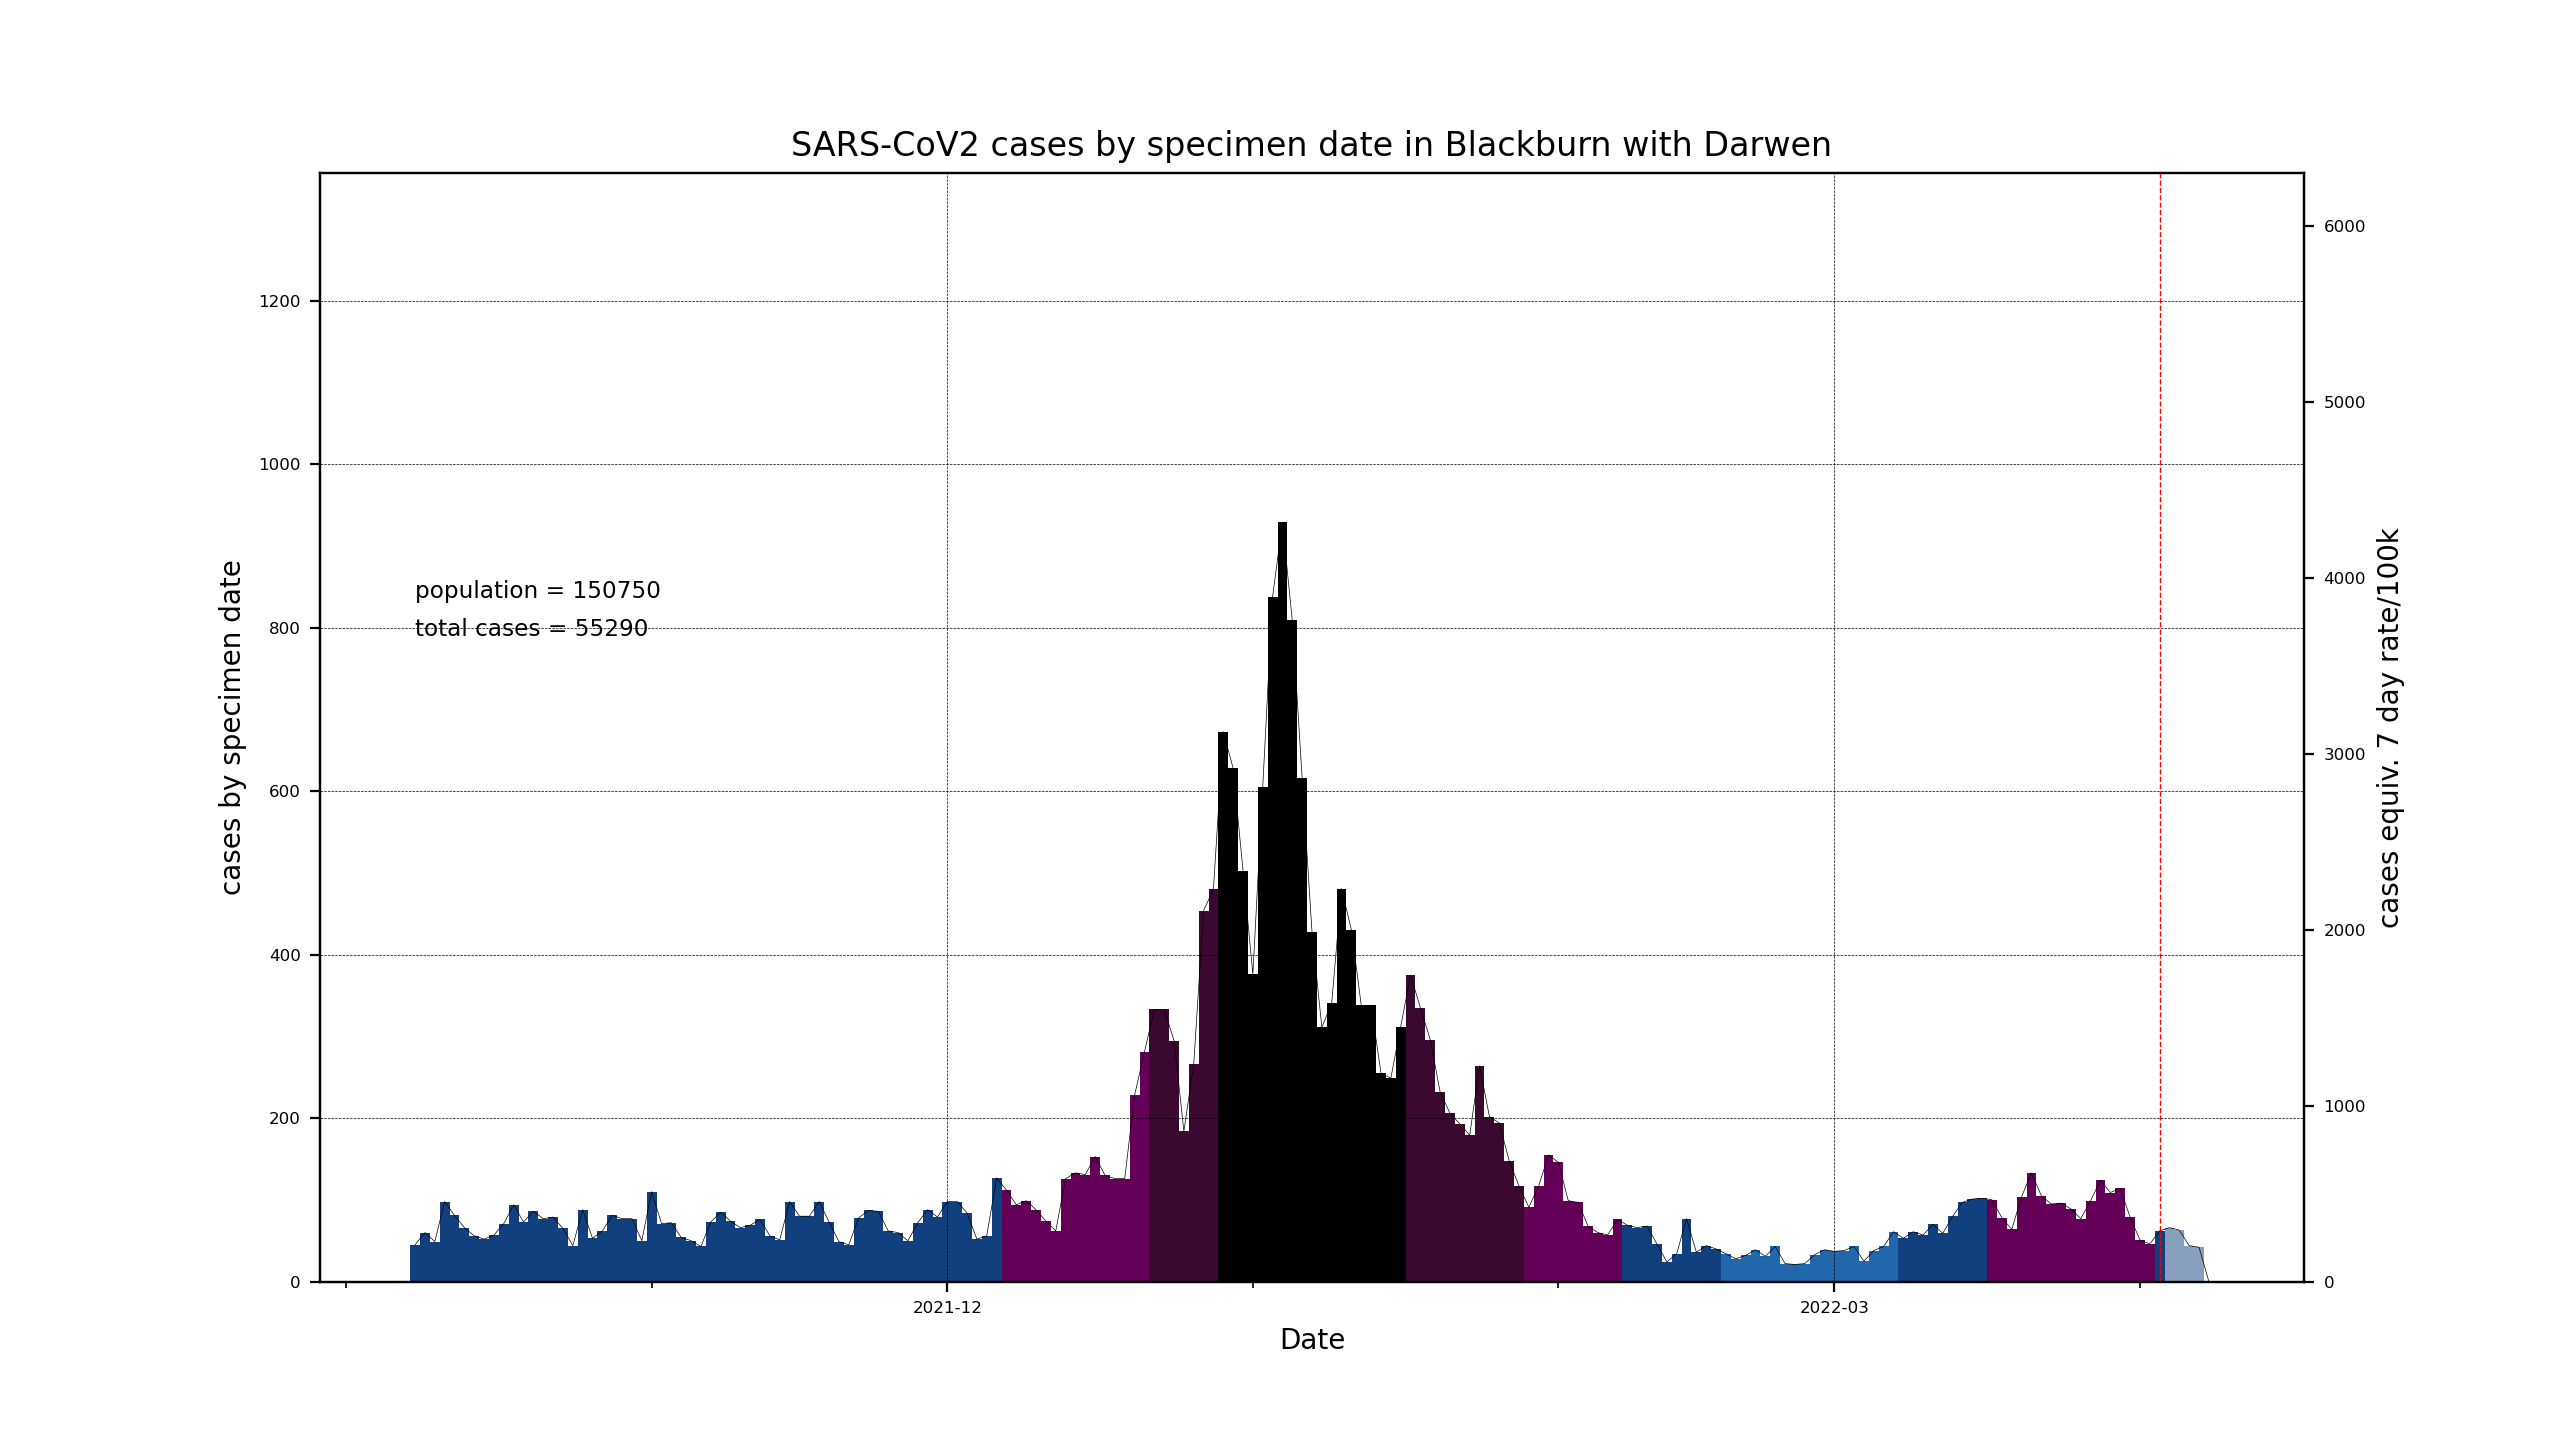 SARS-CoV2 cases by specimen date in Blackburn with Darwen
cases by specimen date
1200
1000
800
600
400
200
0
population = 150750
total cases = 55290
6000
5000
4000
3000
2000
1000
0
cases equiv. 7 day rate/100k
2021-12
2022-03
Date